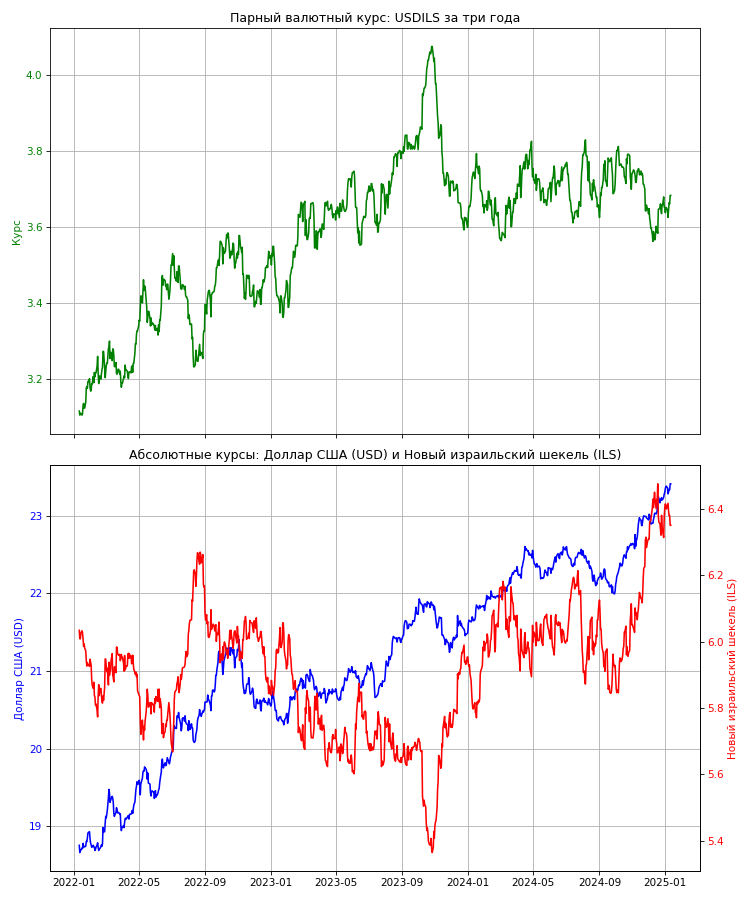 Парный валютный курс: USDILS за три года
4.0
3.8
3.6
3.4
3.2
Курс
Абсолютные курсы: Доллар США (USD) и Новый израильский шекель (ILS)
23
22
21
20
19
Доллар США (USD)
6.4
6.2
6.0
5.8
5.6
5.4
Новый израильский шекель (ILS)
2022-01 2022-05 2022-09 2023-01 2023-05 2023-09 2024-01 2024-05 2024-09 2025-01